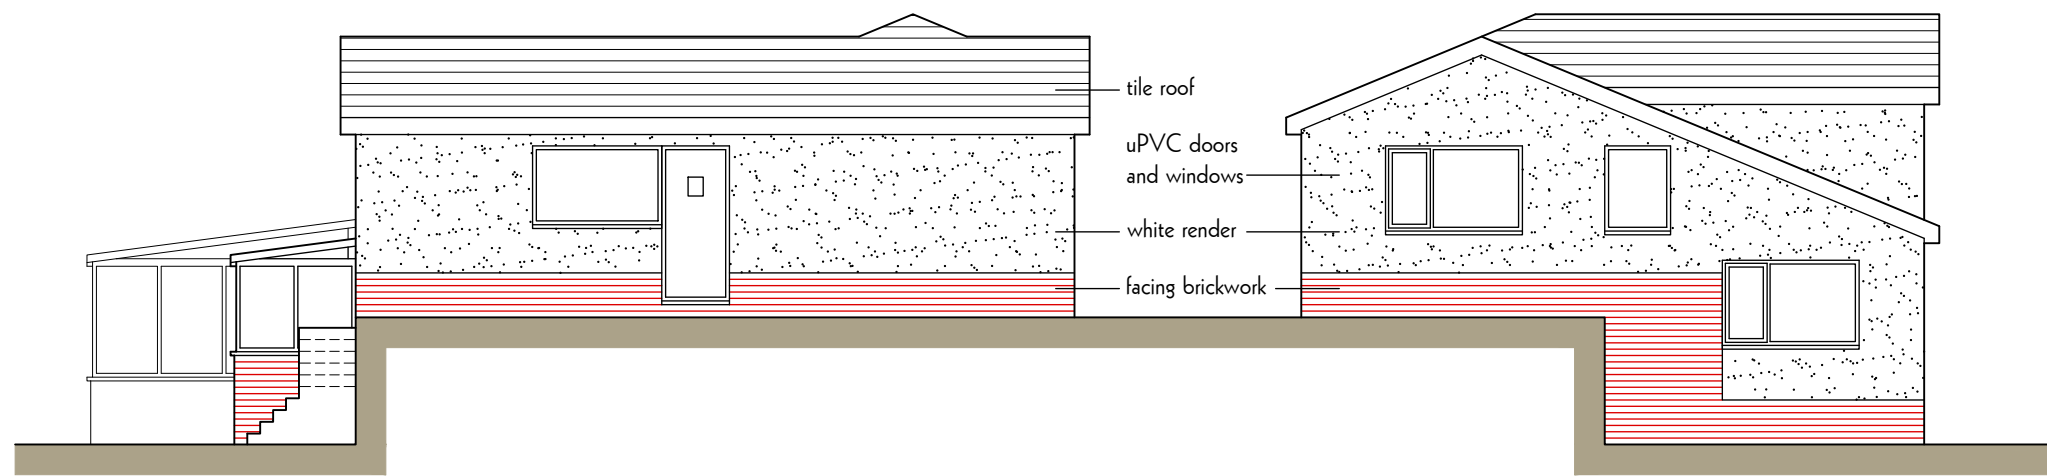 tile roof
uPVC doors
and windows
white render
facing brickwork